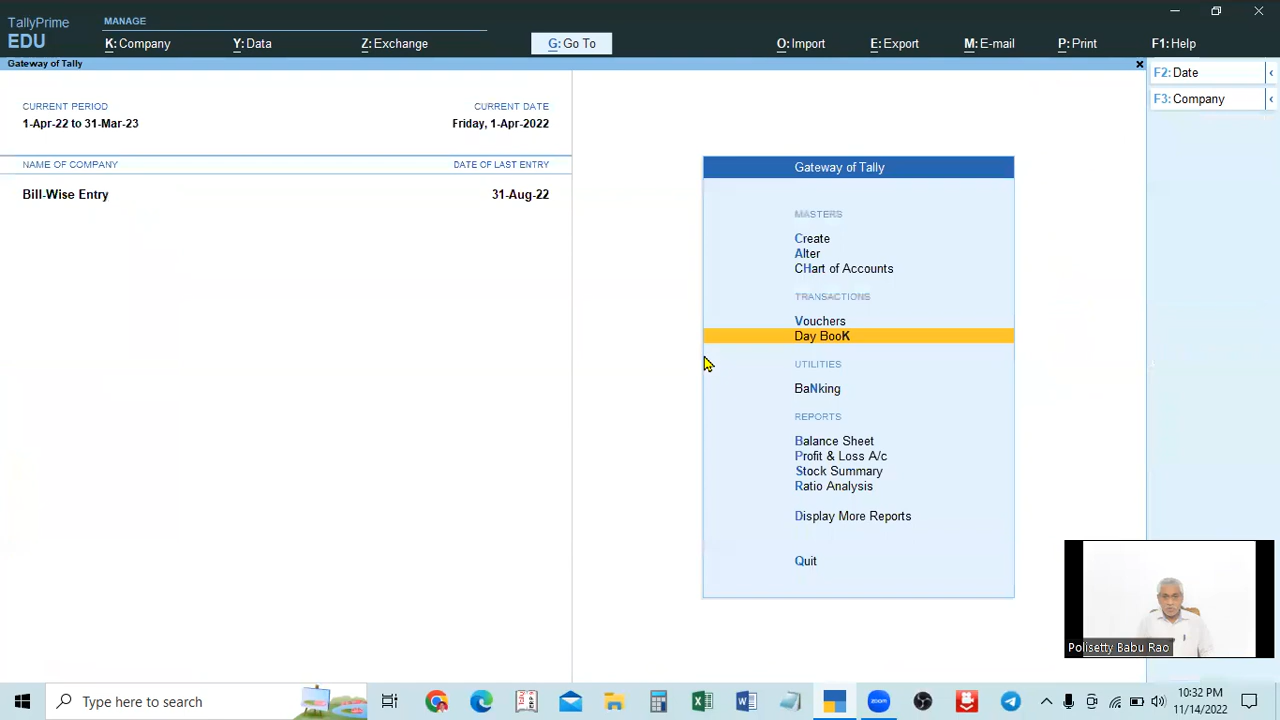 TallyPrime
EDU
MANAGE
K: Company
Y: Data
Z: Exchange
G: Go To
O: Import
E: Export
M: E-mail
P: Print
F1: Help
Gateway of Tally
F2: Date
F3: Company
CURRENT PERIOD
CURRENT DATE
1-Apr-22 to 31-Mar-23
Friday, 1-Apr-2022
NAME OF COMPANY
DATE OF LAST ENTRY
Bill-Wise Entry
31-Aug-22
Gateway of Tally
MASTERS
Create
Alter
CHart of Accounts
TRANSACTIONS
Vouchers
Day BooK
UTILITIES
BaNking
REPORTS
Balance Sheet
Profit & Loss A/c
Stock Summary
Ratio Analysis
Display More Reports
Quit
Polisetty Babu Rao
Type here to search
zoom
10:32 PM
11/14/2022